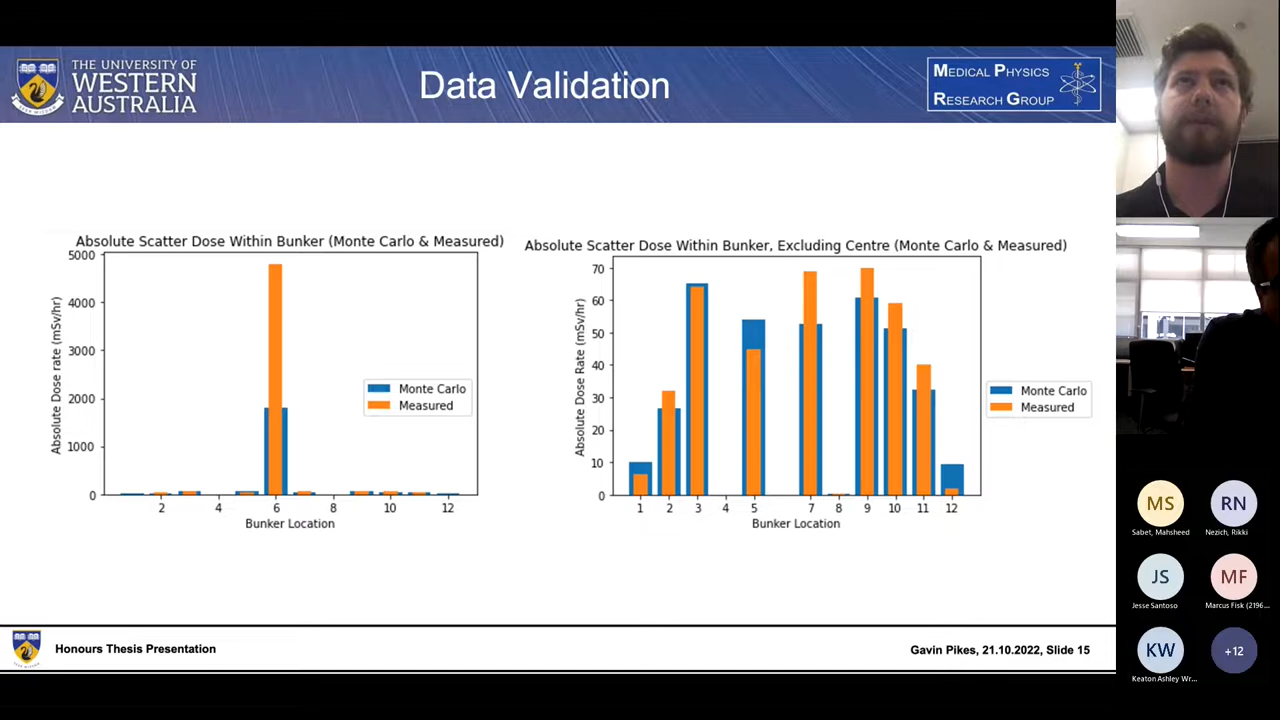 THE UNIVERSITY OF
WESTERN
AUSTRALIA
Data Validation
MEDICAL PHYSICS
RESEARCH GROUP
Absolute Scatter Dose Within Bunker (Monte Carlo & Measured)
5000
4000
3000
2000
1000
0
Absolute Dose rate (mSv/hr)
Monte Carlo
Measured
2 4 6 8 10 12
Bunker Location
Absolute Scatter Dose Within Bunker, Excluding Centre (Monte Carlo & Measured)
70
60
50
40
30
20
10
0
Absolute Dose Rate (mSv/hr)
Monte Carlo
Measured
1 2 3 4 5 7 8 9 10 11 12
Bunker Location
Honours Thesis Presentation
Gavin Pikes, 21.10.2022, Slide 15
MS
Sabet, Mahsheed
RN
Nezich, Rikki
JS
Jesse Santoso
MF
Marcus Fisk (2196...
KW
Keaton Ashley Wr...
+12